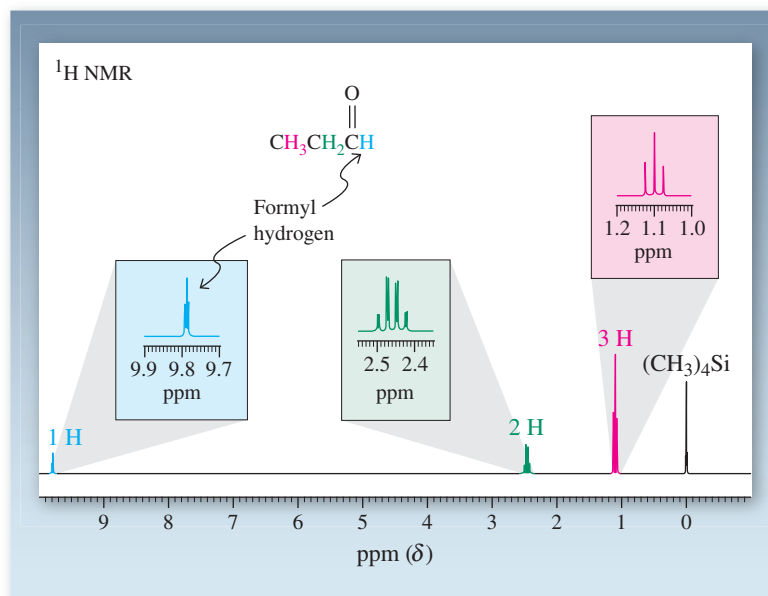 ¹H NMR
O
CH₃CH₂CH
Formyl
hydrogen
1.2 1.1 1.0
ppm
9.9 9.8 9.7
ppm
2.5 2.4
ppm
3 H
(CH₃)₄Si
1 H
2 H
9 8 7 6 5 4 3 2 1 0
ppm (δ)